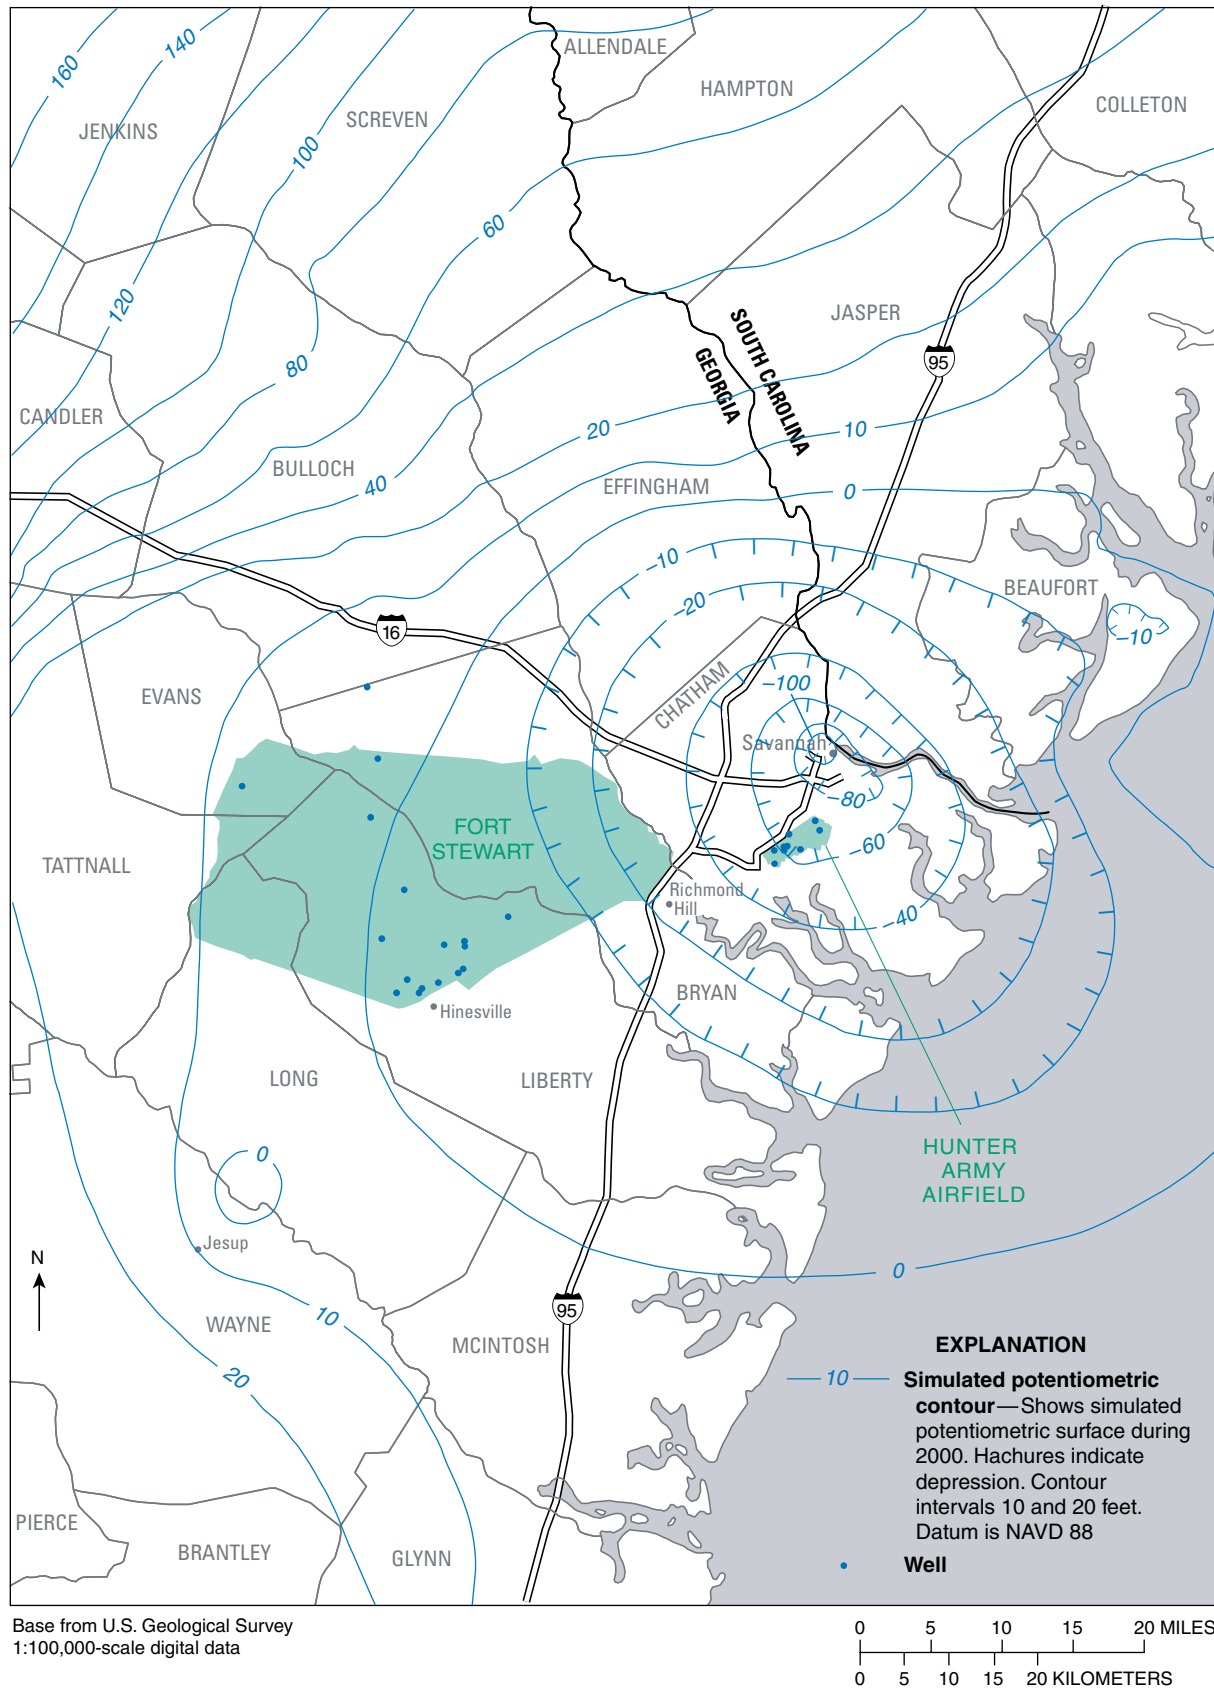 160
140
ALLENDALE
HAMPTON
COLLETON
JENKINS
SCREVEN
100
60
120
SOUTH CAROLINA
GEORGIA
JASPER
95
80
CANDLER
20
10
BULLOCH
40
EFFINGHAM
0
–10
BEAUFORT
–20
–10
16
EVANS
CHATHAM
–100
Savannah
–80
FORT
STEWART
–60
TATTNALL
Richmond
Hill
–40
BRYAN
Hinesville
LONG
LIBERTY
HUNTER
ARMY
AIRFIELD
0
Jesup
N
0
10
95
WAYNE
MCINTOSH
20
EXPLANATION
10
Simulated potentiometric
contour—Shows simulated
potentiometric surface during
2000. Hachures indicate
depression. Contour
intervals 10 and 20 feet.
Datum is NAVD 88
Well
PIERCE
BRANTLEY
GLYNN
Base from U.S. Geological Survey
1:100,000-scale digital data
0 5 10 15 20 MILES
0 5 10 15 20 KILOMETERS